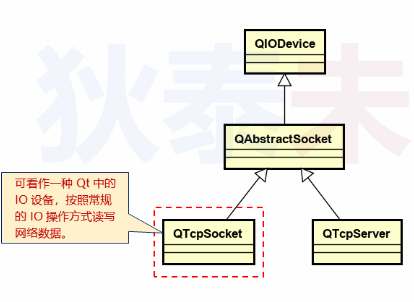 狄泰未
QIODevice
QAbstractSocket
可看作一种 Qt 中的
IO 设备，按照常规
的 IO 操作方式读写
网络数据。
QTcpSocket
QTcpServer